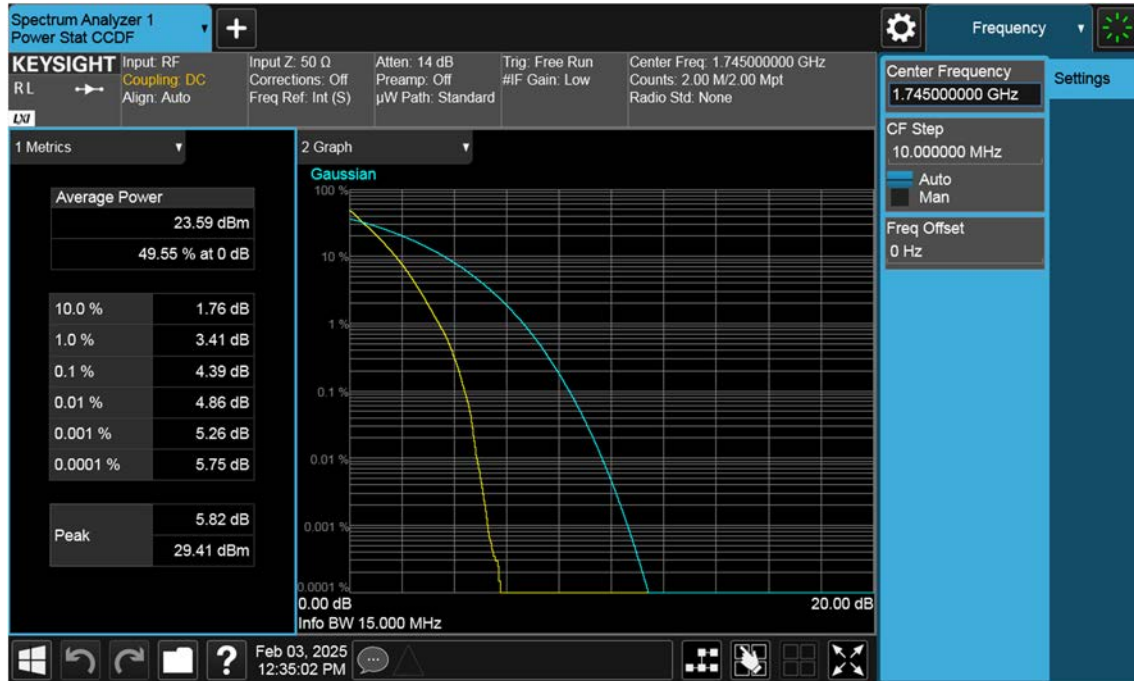 Spectrum Analyzer 1
Power Stat CCDF
Frequency
KEYSIGHT
R L
LXI
Input: RF
Coupling: DC
Align: Auto
Input Z: 50 Ω
Corrections: Off
Freq Ref: Int (S)
Atten: 14 dB
Preamp: Off
µW Path: Standard
Trig: Free Run
#IF Gain: Low
Center Freq: 1.745000000 GHz
Counts: 2.00 M/2.00 Mpt
Radio Std: None
Center Frequency
1.745000000 GHz
Settings
CF Step
10.000000 MHz
Auto
Man
Freq Offset
0 Hz
1 Metrics
Average Power
23.59 dBm
49.55 % at 0 dB
10.0 % 1.76 dB
1.0 % 3.41 dB
0.1 % 4.39 dB
0.01 % 4.86 dB
0.001 % 5.26 dB
0.0001 % 5.75 dB
Peak
5.82 dB
29.41 dBm
2 Graph
Gaussian
100 %
10 %
1 %
0.1 %
0.01 %
0.001 %
0.0001 %
0.00 dB 20.00 dB
Info BW 15.000 MHz
Feb 03, 2025
12:35:02 PM